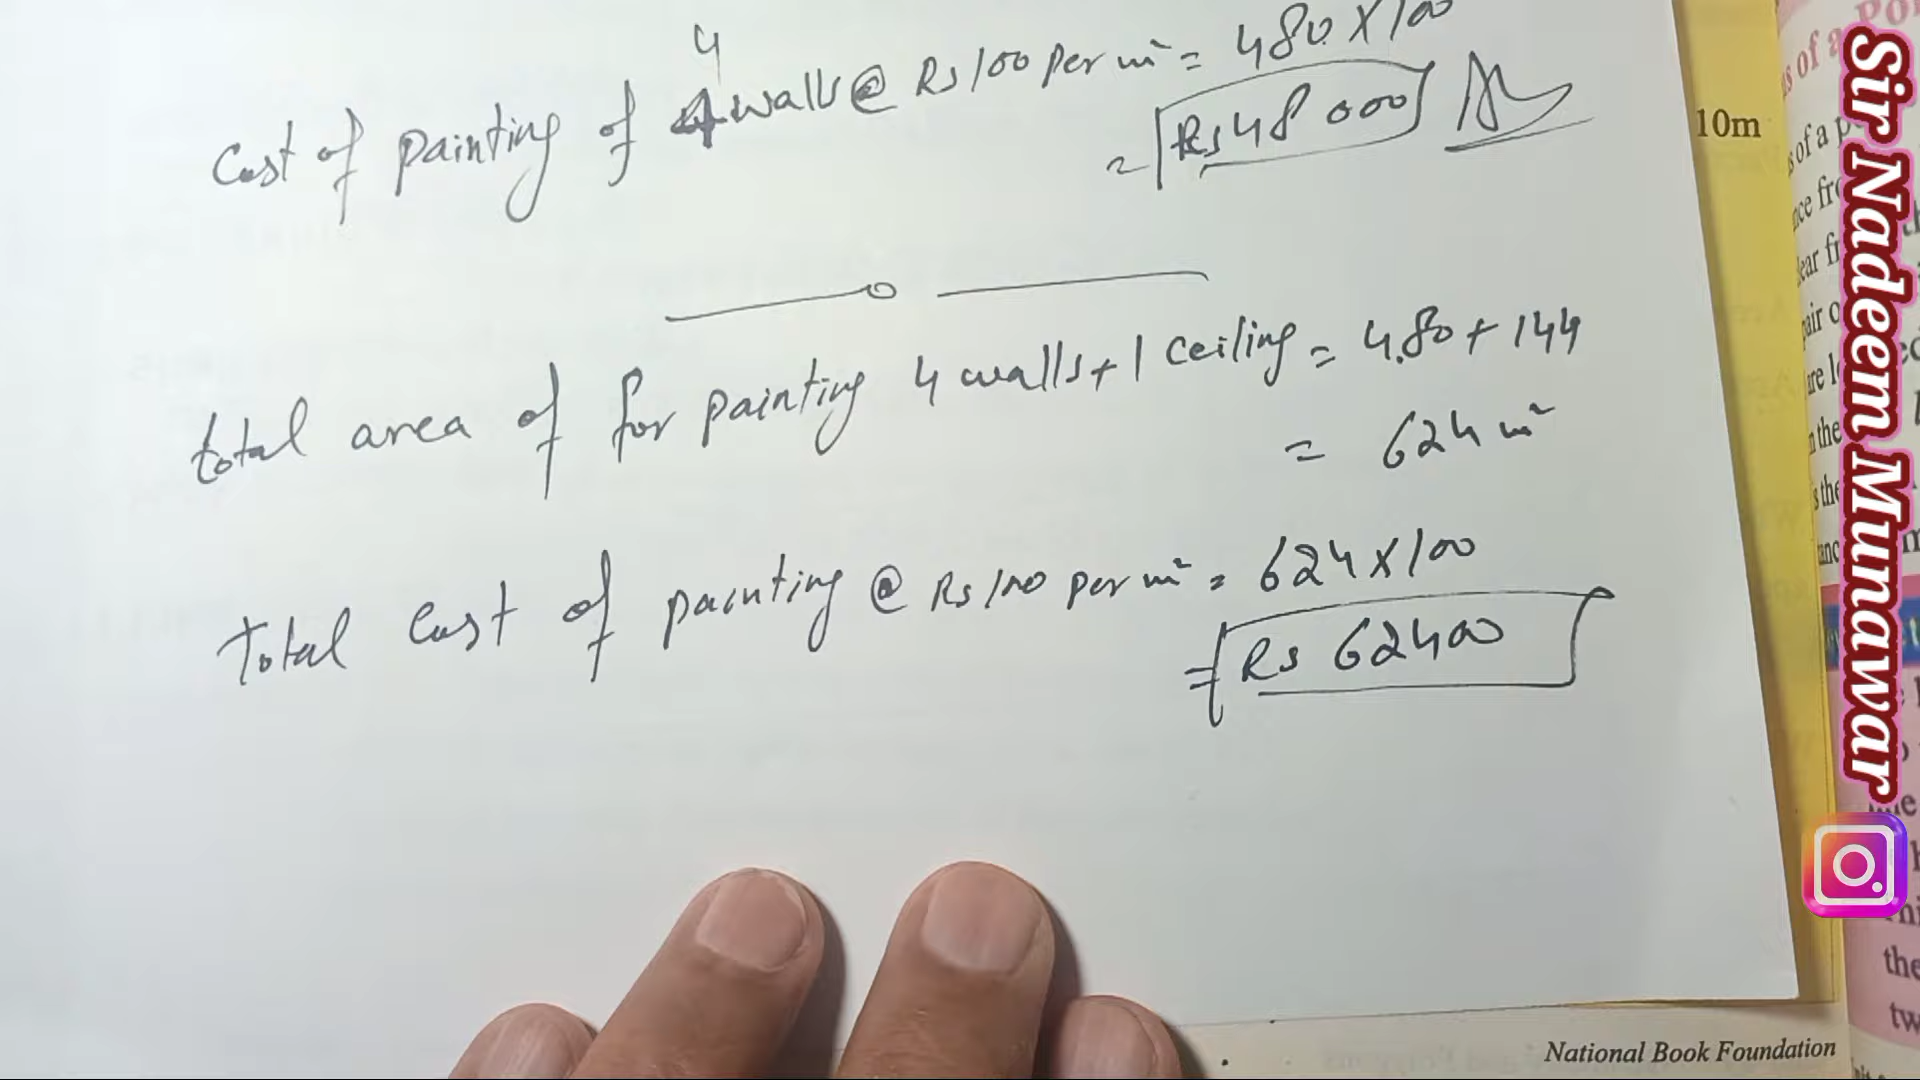 4
Cost of painting of 4 walls @ Rs 100 per m² = 480 × 100
= Rs 48 000
total area of for painting 4 walls + 1 ceiling = 480 + 144
= 624 m²
Total Cost of painting @ Rs 100 per m² = 624 × 100
= Rs 62400
10m
Sir Nadeem Munawar
National Book Foundation